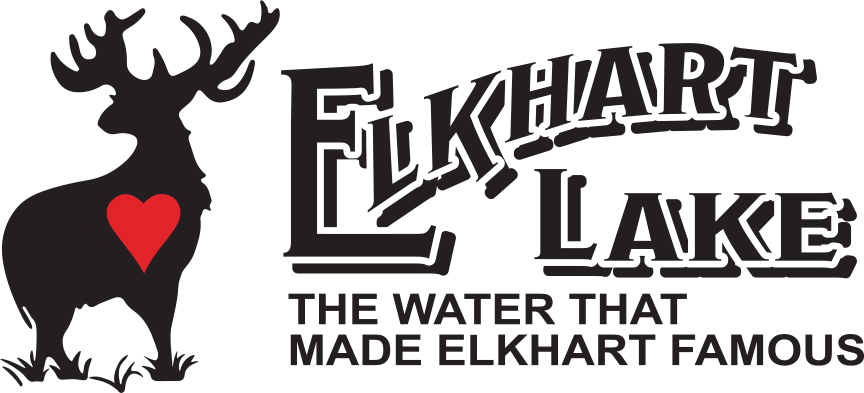 ELKHART
LAKE
THE WATER THAT
MADE ELKHART FAMOUS